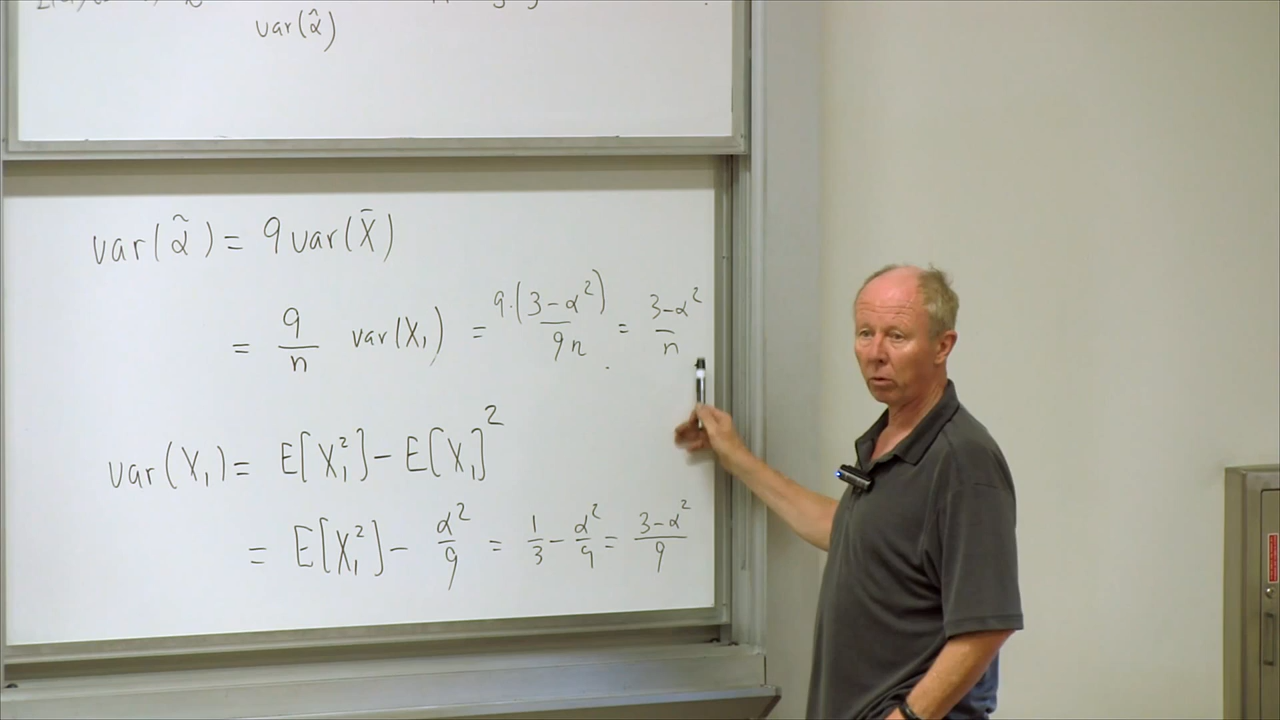 var(α̂)
var(α̃) = 9 var(X̄)
= 9/n var(X₁) = 9·(3-α²)/9n = 3-α²/n
var(X₁) = E[X₁²] - E[X₁]²
= E[X₁²] - α²/9 = 1/3 - α²/9 = 3-α²/9